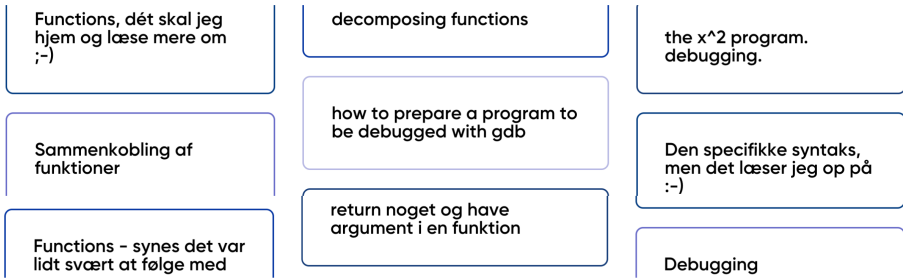 Functions, dét skal jeg
hjem og læse mere om
;-)
Sammenkobling af
funktioner
Functions - synes det var
lidt svært at følge med
decomposing functions
how to prepare a program to
be debugged with gdb
return noget og have
argument i en funktion
the x^2 program.
debugging.
Den specifikke syntaks,
men det læser jeg op på
:-)
Debugging